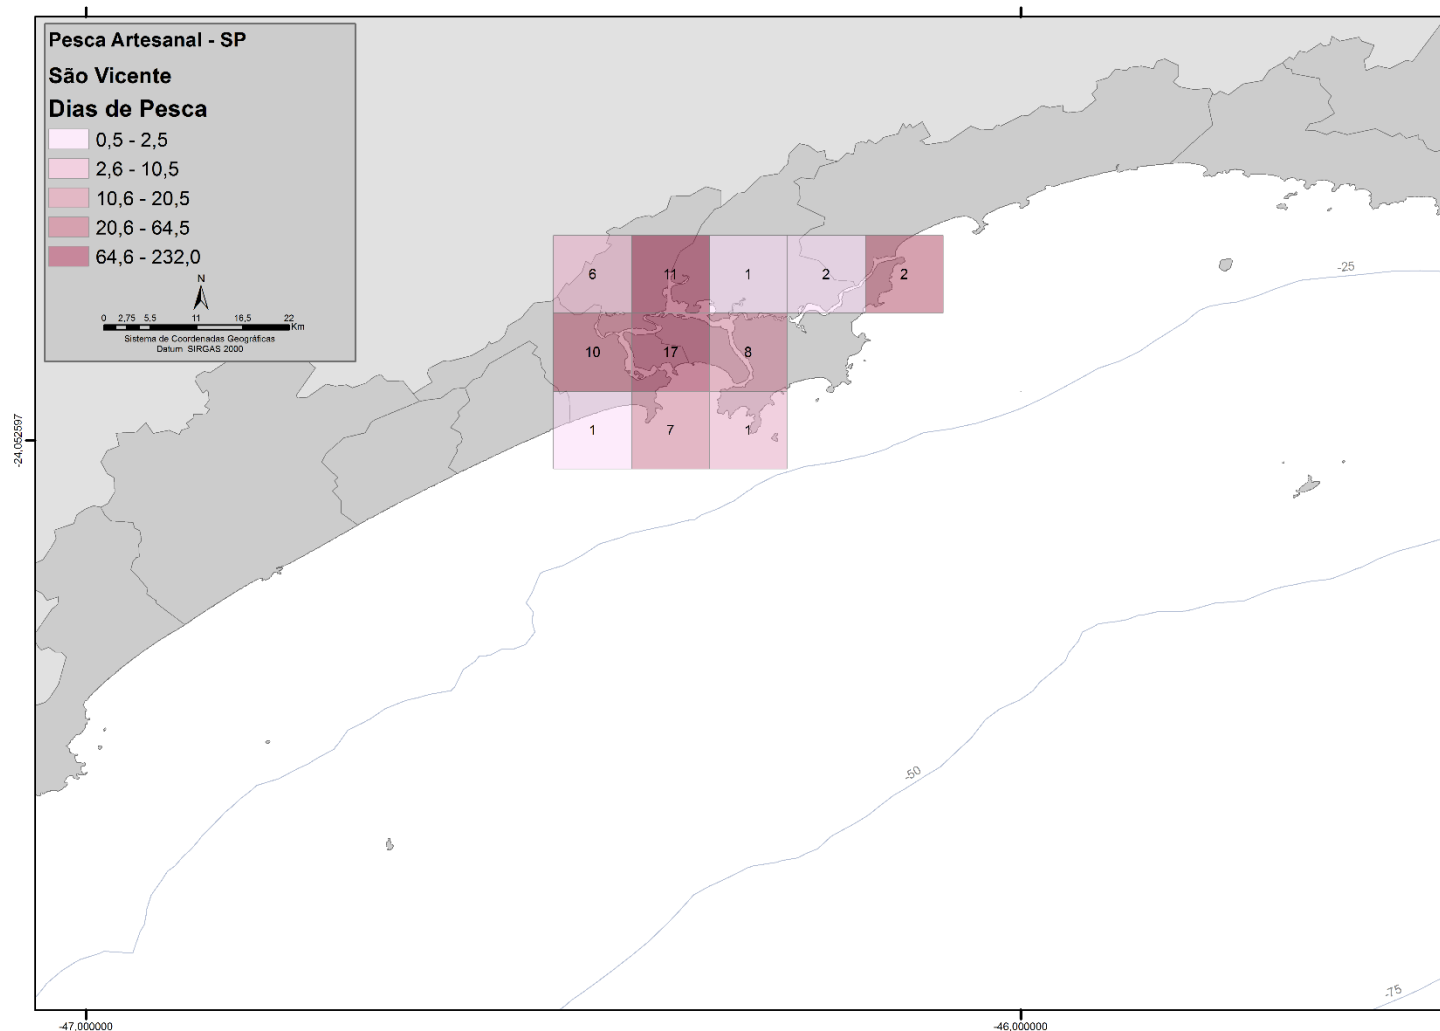 Pesca Artesanal - SP
São Vicente
Dias de Pesca
0,5 - 2,5
2,6 - 10,5
10,6 - 20,5
20,6 - 64,5
64,6 - 232,0
N
0 2,75 5,5 11 16,5 22
Km
Sistema de Coordenadas Geográficas
Datum SIRGAS 2000
6 11 1 2 2
10 17 8
1 7 1
-25
-50
-75
-24,052597
-47,000000
-46,000000